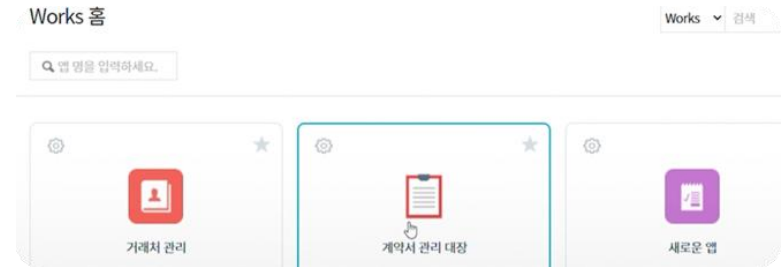 Works 홈
Works 검색
앱 명을 입력하세요.
거래처 관리
계약서 관리 대장
새로운 앱